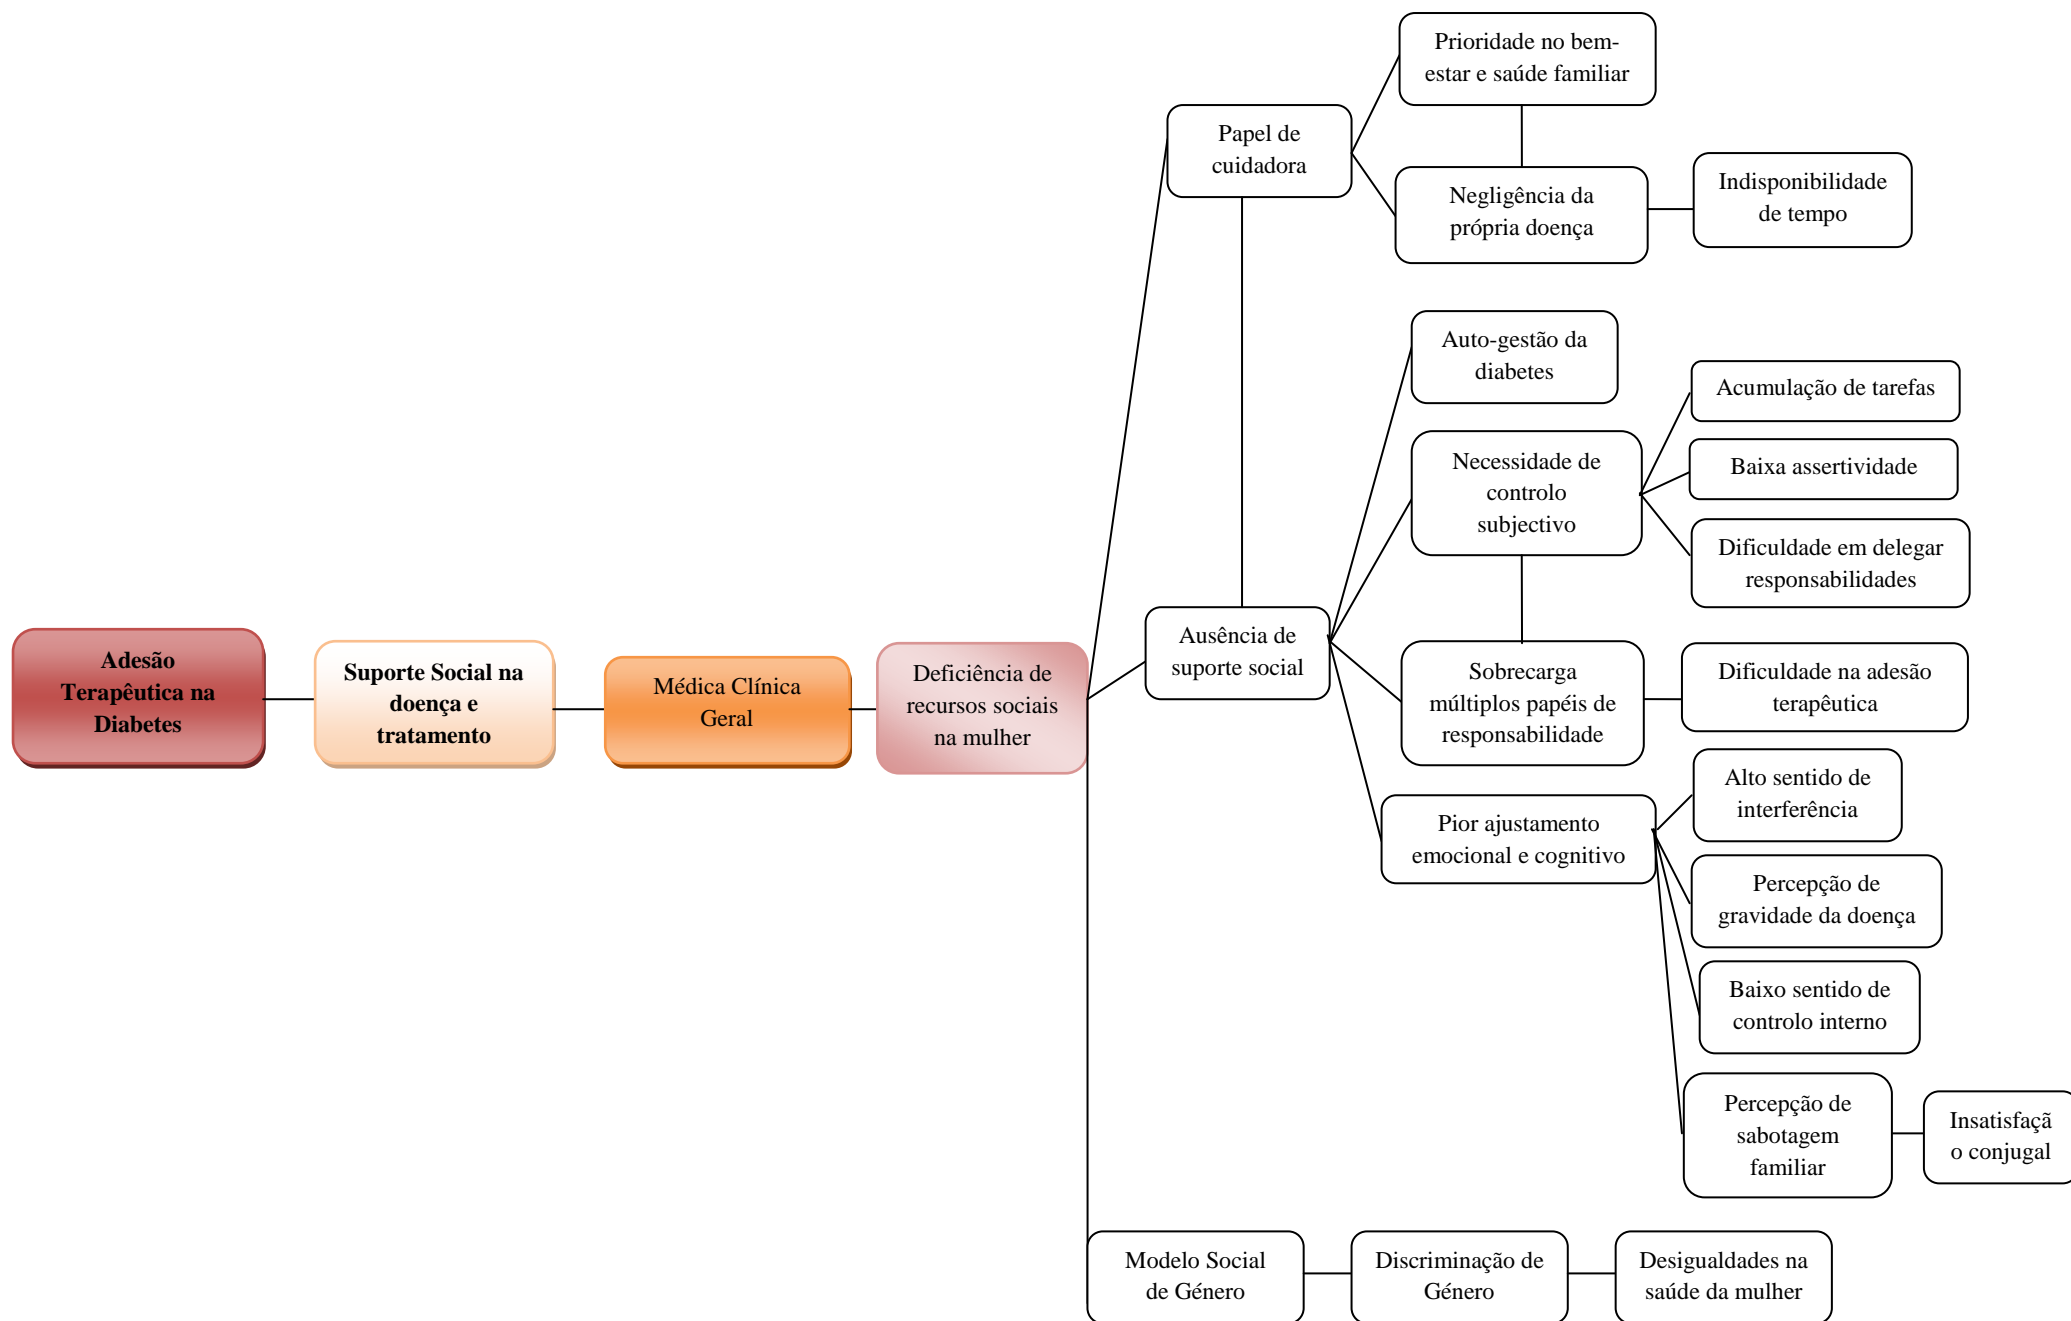 Adesão
Terapêutica na
Diabetes
Suporte Social na
doença e
tratamento
Médica Clínica
Geral
Deficiência de
recursos sociais
na mulher
Papel de
cuidadora
Prioridade no bem-
estar e saúde familiar
Negligência da
própria doença
Indisponibilidade
de tempo
Ausência de
suporte social
Auto-gestão da
diabetes
Necessidade de
controlo
subjectivo
Acumulação de tarefas
Baixa assertividade
Dificuldade em delegar
responsabilidades
Sobrecarga
múltiplos papéis de
responsabilidade
Dificuldade na adesão
terapêutica
Pior ajustamento
emocional e cognitivo
Alto sentido de
interferência
Percepção de
gravidade da doença
Baixo sentido de
controlo interno
Percepção de
sabotagem
familiar
Insatisfaçã
o conjugal
Modelo Social
de Género
Discriminação de
Género
Desigualdades na
saúde da mulher